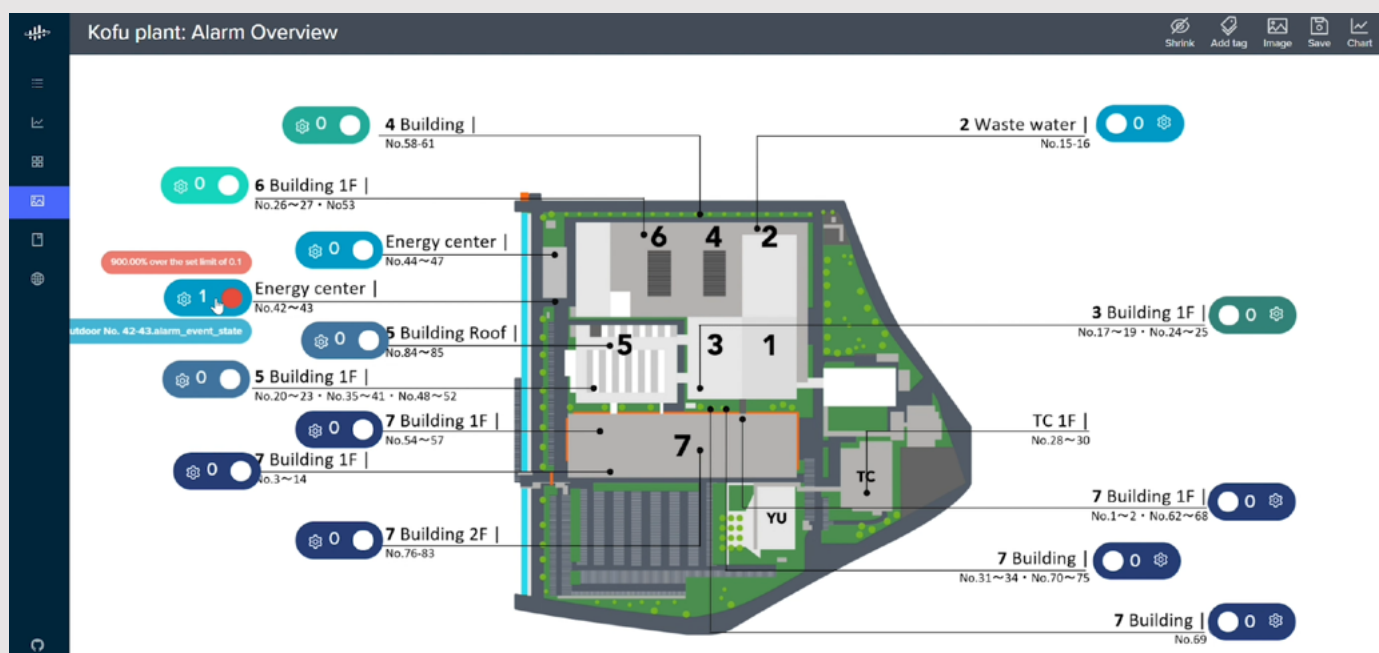 Kofu plant: Alarm Overview
Shrink
Add tag
Image
Save
Chart
0
4 Building |
No.58-61
2 Waste water |
No.15-16
0
0
6 Building 1F |
No.26~27・No53
0
Energy center |
No.44~47
900.00% over the set limit of 0.1
1
Energy center |
No.42~43
utdoor No. 42-43.alarm_event_state
0
5 Building Roof |
No.84~85
0
5 Building 1F |
No.20~23・No.35~41・No.48~52
0
7 Building 1F |
No.54~57
0
7 Building 1F |
No.3~14
0
7 Building 2F |
No.76-83
6
4
2
5
3
1
7
TC
YU
3 Building 1F |
No.17~19・No.24~25
0
TC 1F |
No.28~30
7 Building 1F |
No.1~2・No.62~68
0
7 Building |
No.31~34・No.70~75
0
7 Building |
No.69
0